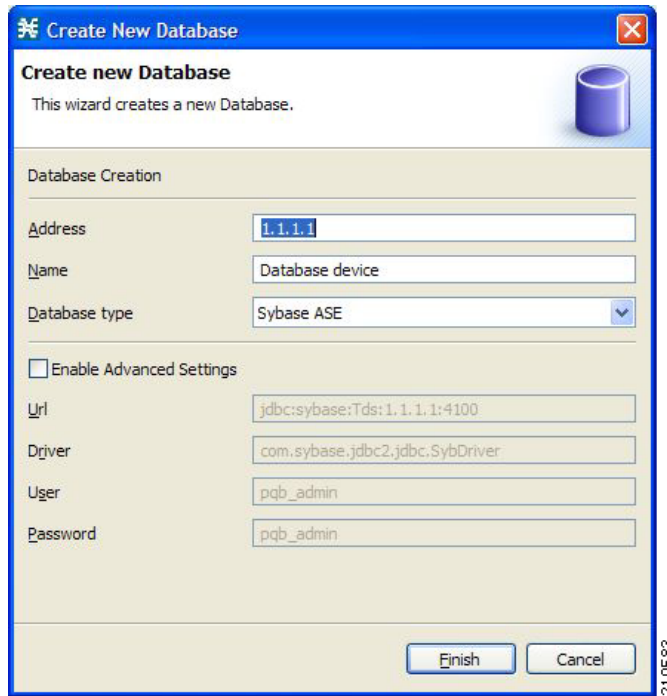 Create New Database
Create new Database
This wizard creates a new Database.
Database Creation
Address 1.1.1.1
Name Database device
Database type Sybase ASE
Enable Advanced Settings
Url jdbc:sybase:Tds:1.1.1.1:4100
Driver com.sybase.jdbc2.jdbc.SybDriver
User pqb_admin
Password pqb_admin
Finish Cancel